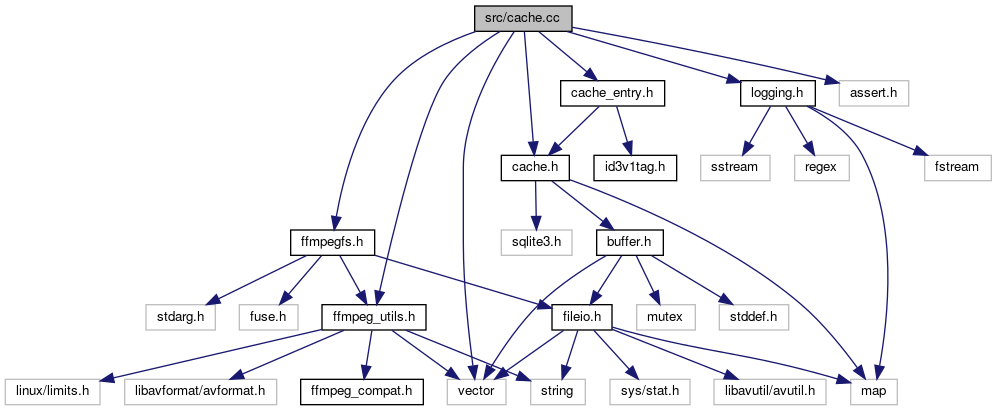 src/cache.cc
cache_entry.h
logging.h
assert.h
cache.h
id3v1tag.h
sstream
regex
fstream
ffmpegfs.h
sqlite3.h
buffer.h
stdarg.h
fuse.h
ffmpeg_utils.h
fileio.h
mutex
stddef.h
linux/limits.h
libavformat/avformat.h
ffmpeg_compat.h
vector
string
sys/stat.h
libavutil/avutil.h
map